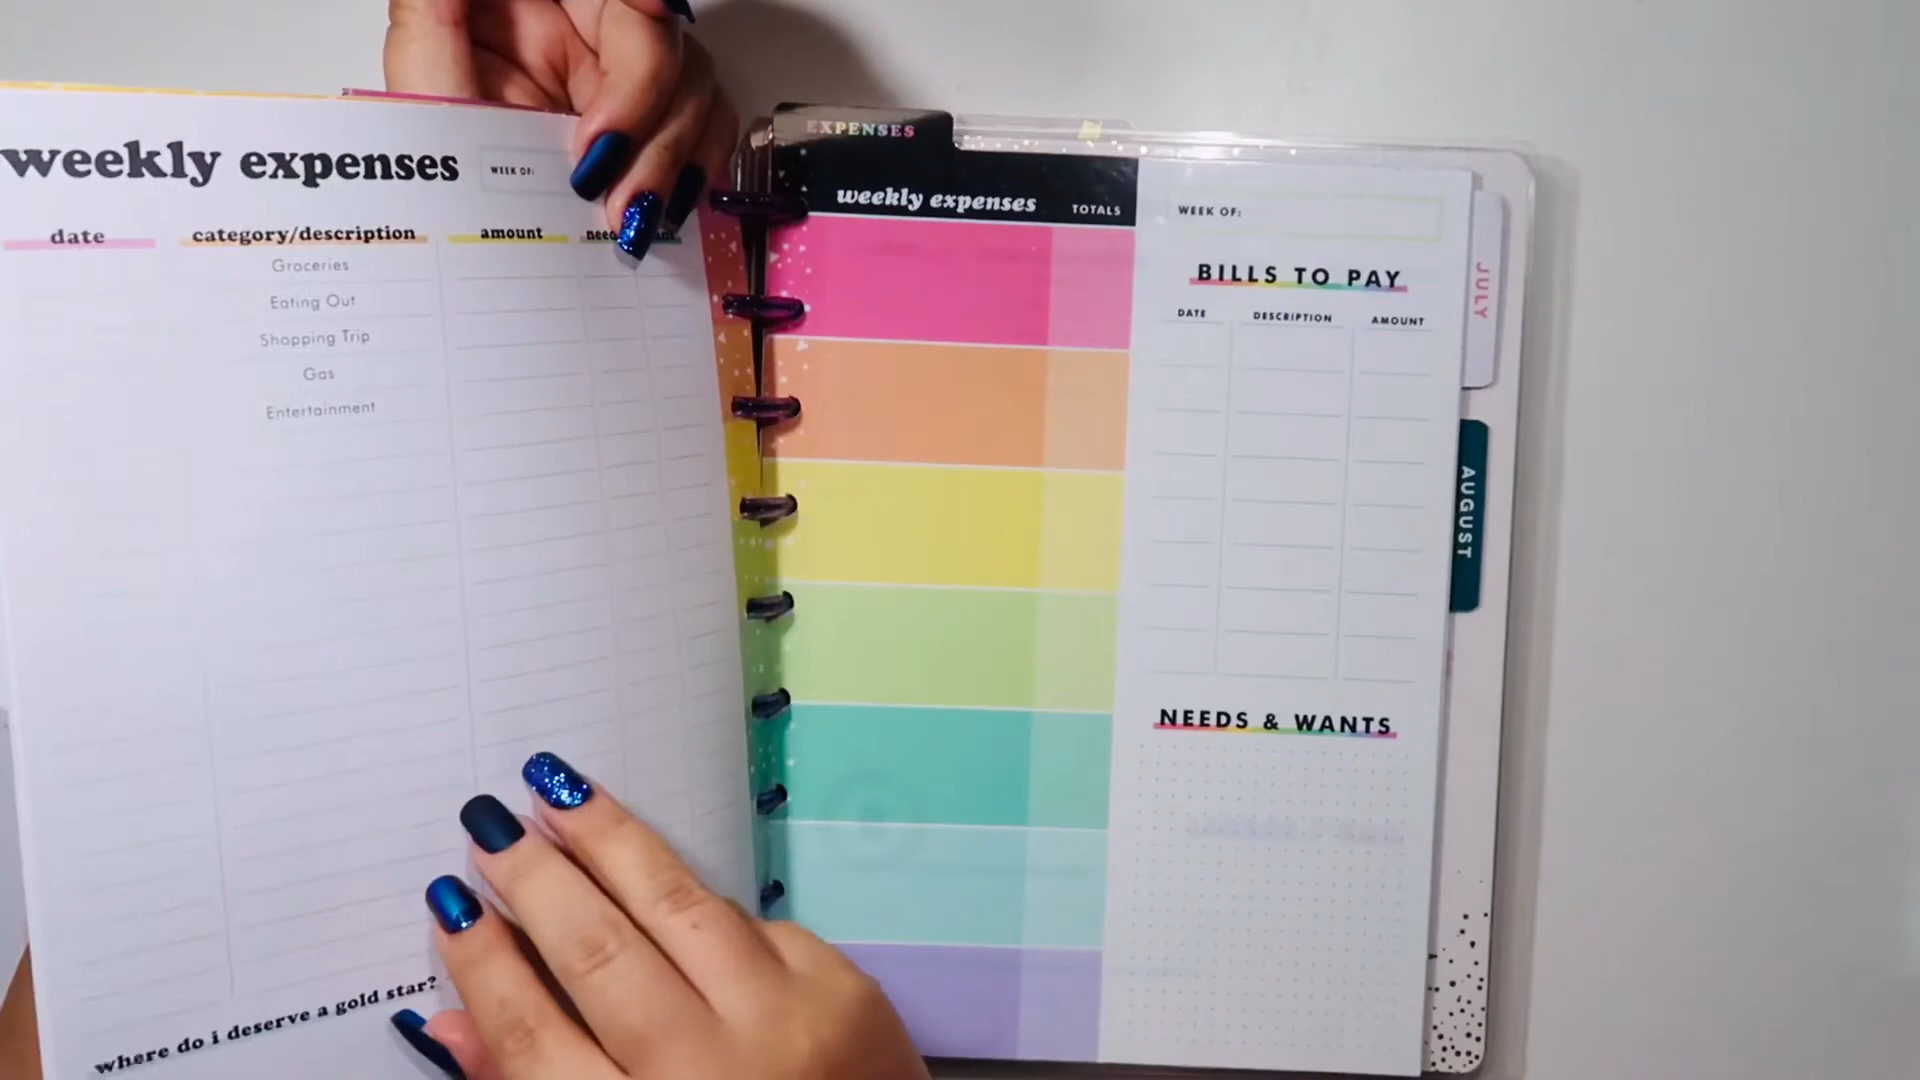 weekly expenses
WEEK OF:
date category/description amount
Groceries
Eating Out
Shopping Trip
Gas
Entertainment
where do i deserve a gold star?
EXPENSES
weekly expenses TOTALS
WEEK OF:
BILLS TO PAY
DATE DESCRIPTION AMOUNT
NEEDS & WANTS
JULY
AUGUST